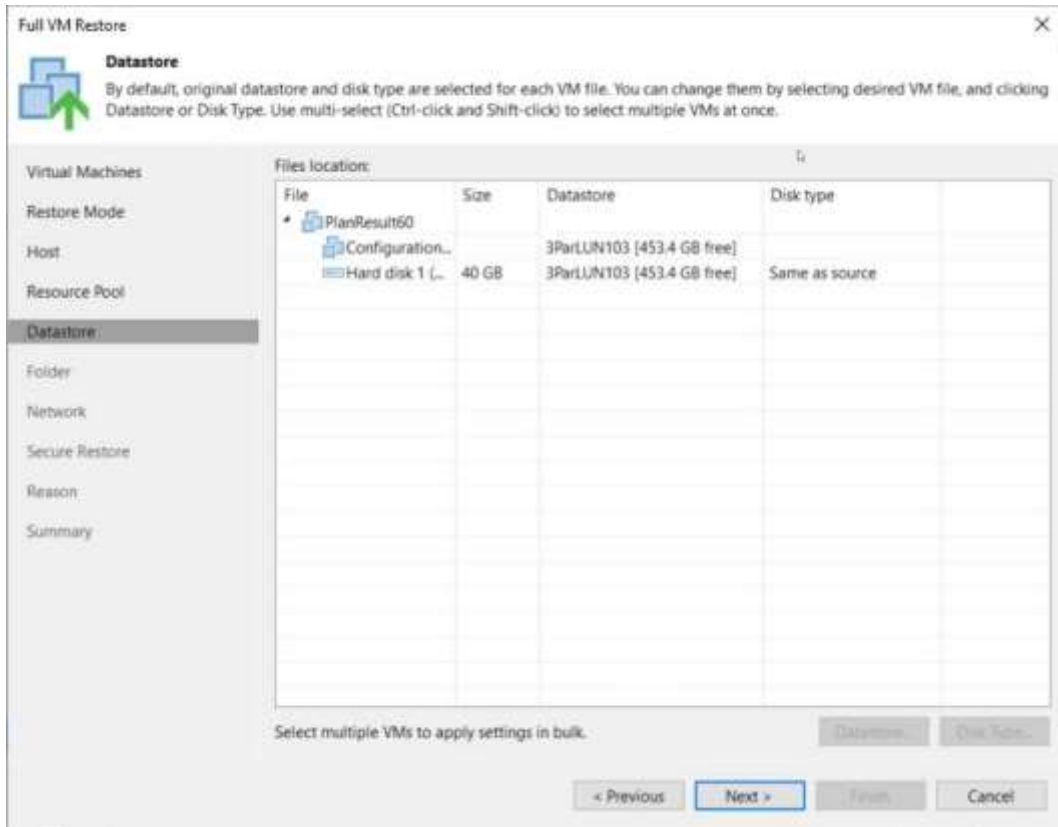 Full VM Restore
Datastore
By default, original datastore and disk type are selected for each VM file. You can change them by selecting desired VM file, and clicking
Datastore or Disk Type. Use multi-select (Ctrl-click and Shift-click) to select multiple VMs at once.
Virtual Machines
Restore Mode
Host
Resource Pool
Datastore
Folder
Network
Secure Restore
Reason
Summary
Files location:
File Size Datastore Disk type
PlanResult60
Configuration... 3ParLUN103 [453.4 GB free]
Hard disk 1 (... 40 GB 3ParLUN103 [453.4 GB free] Same as source
Select multiple VMs to apply settings in bulk.
Datastore... Disk Type...
< Previous Next > Finish Cancel